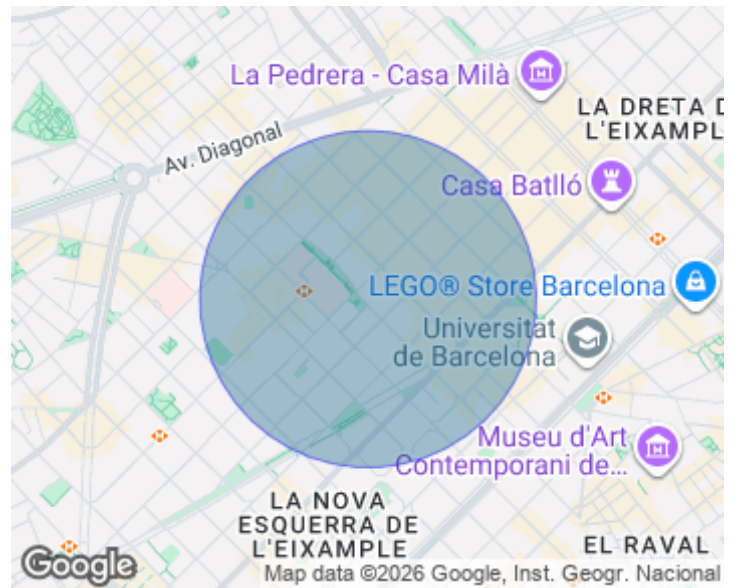 La Pedrera - Casa Milà
LA DRETA D
L'EIXAMPL
Av. Diagonal
Casa Batlló
LEGO® Store Barcelona
Universitat
de Barcelona
Museu d'Art
Contemporani de...
LA NOVA
ESQUERRA DE
L'EIXAMPLE
EL RAVAL
Google
Map data ©2026 Google, Inst. Geogr. Nacional